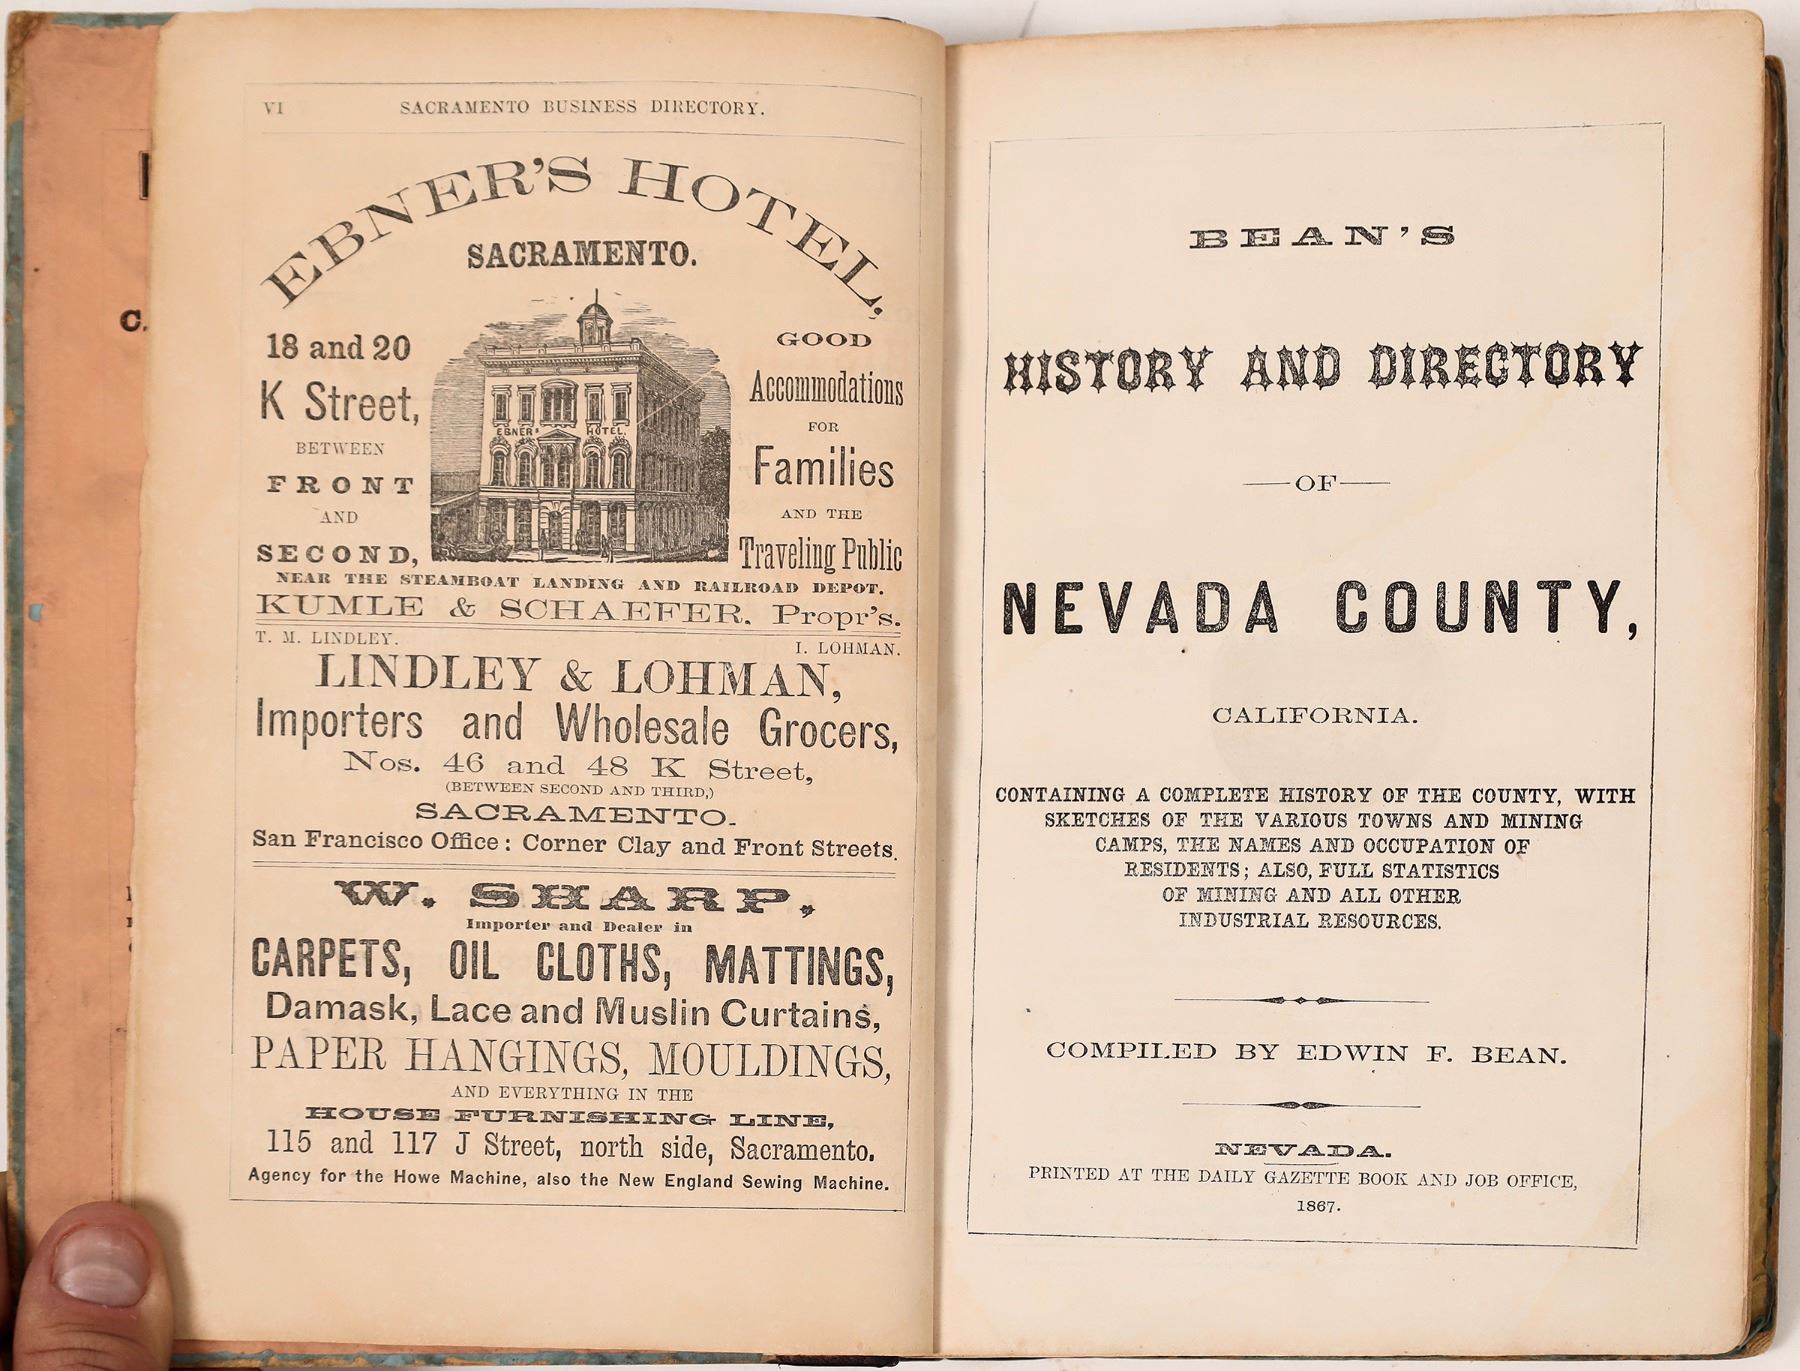 VI SACRAMENTO BUSINESS DIRECTORY.
EBNER'S HOTEL,
SACRAMENTO.
18 and 20
K Street,
BETWEEN
FRONT
AND
SECOND,
EBNER'S HOTEL.
GOOD
Accommodations
FOR
Families
AND THE
Traveling Public
NEAR THE STEAMBOAT LANDING AND RAILROAD DEPOT.
KUMLE & SCHAEFER, Propr's.
T. M. LINDLEY. I. LOHMAN.
LINDLEY & LOHMAN,
Importers and Wholesale Grocers,
Nos. 46 and 48 K Street,
(BETWEEN SECOND AND THIRD,)
SACRAMENTO.
San Francisco Office: Corner Clay and Front Streets.
W. SHARP,
Importer and Dealer in
CARPETS, OIL CLOTHS, MATTINGS,
Damask, Lace and Muslin Curtains,
PAPER HANGINGS, MOULDINGS,
AND EVERYTHING IN THE
HOUSE FURNISHING LINE,
115 and 117 J Street, north side, Sacramento.
Agency for the Howe Machine, also the New England Sewing Machine.
BEAN'S
HISTORY AND DIRECTORY
OF
NEVADA COUNTY,
CALIFORNIA.
CONTAINING A COMPLETE HISTORY OF THE COUNTY, WITH
SKETCHES OF THE VARIOUS TOWNS AND MINING
CAMPS, THE NAMES AND OCCUPATION OF
RESIDENTS; ALSO, FULL STATISTICS
OF MINING AND ALL OTHER
INDUSTRIAL RESOURCES.
COMPILED BY EDWIN F. BEAN.
NEVADA.
PRINTED AT THE DAILY GAZETTE BOOK AND JOB OFFICE,
1867.